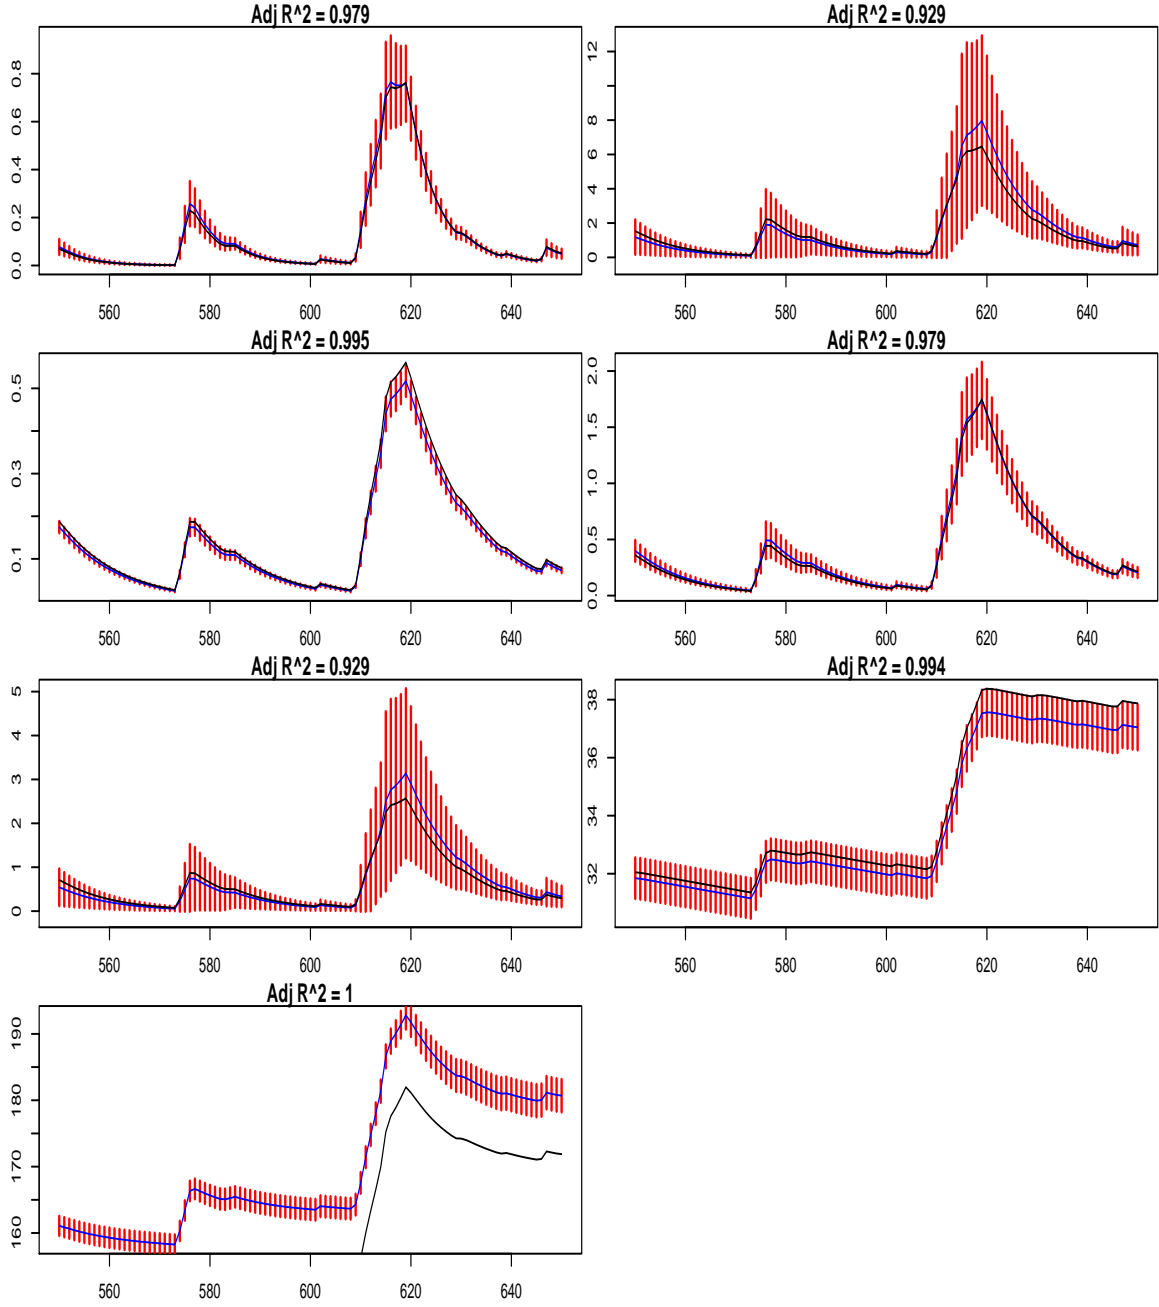 Adj R^2 = 0.979
0.0 0.2 0.4 0.6 0.8
560 580 600 620 640
Adj R^2 = 0.929
0 2 4 6 8 12
560 580 600 620 640
Adj R^2 = 0.995
0.1 0.3 0.5
560 580 600 620 640
Adj R^2 = 0.979
0.0 0.5 1.0 1.5 2.0
560 580 600 620 640
Adj R^2 = 0.929
0 1 2 3 4 5
560 580 600 620 640
Adj R^2 = 0.994
32 34 36 38
560 580 600 620 640
Adj R^2 = 1
160 170 180 190
560 580 600 620 640